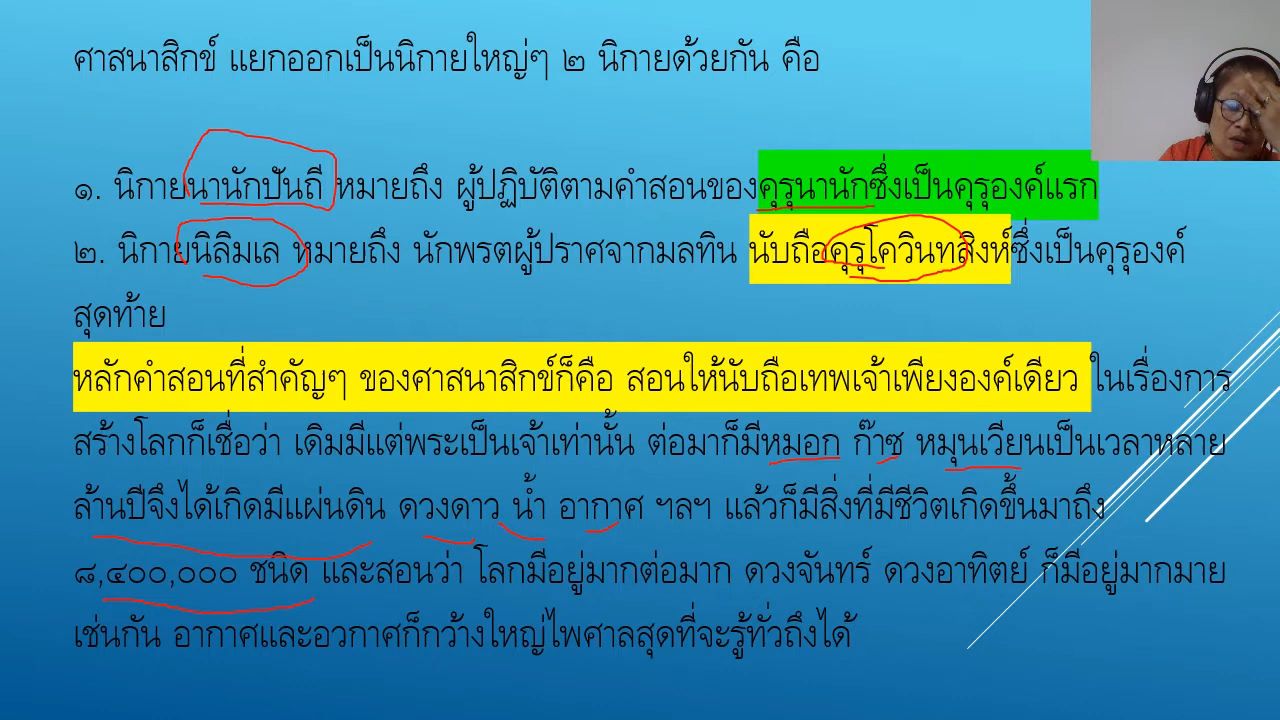 ศาสนาสิกข์ แยกออกเป็นนิกายใหญ่ๆ ๒ นิกายด้วยกัน คือ
๑. นิกายนานักปันถี หมายถึง ผู้ปฏิบัติตามคำสอนของคุรุนานักซึ่งเป็นคุรุองค์แรก
๒. นิกายนิลิมเล หมายถึง นักพรตผู้ปราศจากมลทิน นับถือคุรุโควินทสิงห์ซึ่งเป็นคุรุองค์
สุดท้าย
หลักคำสอนที่สำคัญๆ ของศาสนาสิกข์ก็คือ สอนให้นับถือเทพเจ้าเพียงองค์เดียว ในเรื่องการ
สร้างโลกก็เชื่อว่า เดิมมีแต่พระเป็นเจ้าเท่านั้น ต่อมาก็มีหมอก ก๊าซ หมุนเวียนเป็นเวลาหลาย
ล้านปีจึงได้เกิดมีแผ่นดิน ดวงดาว น้ำ อากาศ ฯลฯ แล้วก็มีสิ่งที่มีชีวิตเกิดขึ้นมาถึง
๘,๔๐๐,๐๐๐ ชนิด และสอนว่า โลกมีอยู่มากต่อมาก ดวงจันทร์ ดวงอาทิตย์ ก็มีอยู่มากมาย
เช่นกัน อากาศและอวกาศก็กว้างใหญ่ไพศาลสุดที่จะรู้ทั่วถึงได้